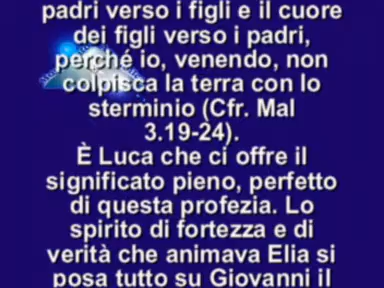 padri verso i figli e il cuore
dei figli verso i padri,
perché io, venendo, non
colpisca la terra con lo
sterminio (Cfr. Mal
3.19-24).
È Luca che ci offre il
significato pieno, perfetto
di questa profezia. Lo
spirito di fortezza e di
verità che animava Elia si
posa tutto su Giovanni il